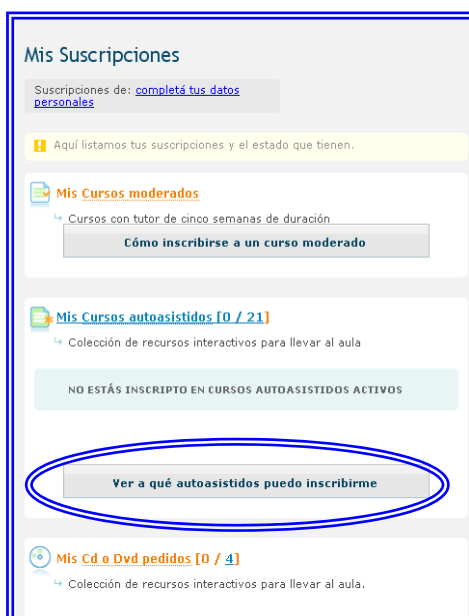 Mis Suscripciones
Suscripciones de: completá tus datos
personales
Aquí listamos tus suscripciones y el estado que tienen.
Mis Cursos moderados
Cursos con tutor de cinco semanas de duración
Cómo inscribirse a un curso moderado
Mis Cursos autoasistidos [0 / 21]
Colección de recursos interactivos para llevar al aula
NO ESTÁS INSCRIPTO EN CURSOS AUTOASISTIDOS ACTIVOS
Ver a qué autoasistidos puedo inscribirme
Mis Cd o Dvd pedidos [0 / 4]
Colección de recursos interactivos para llevar al aula.